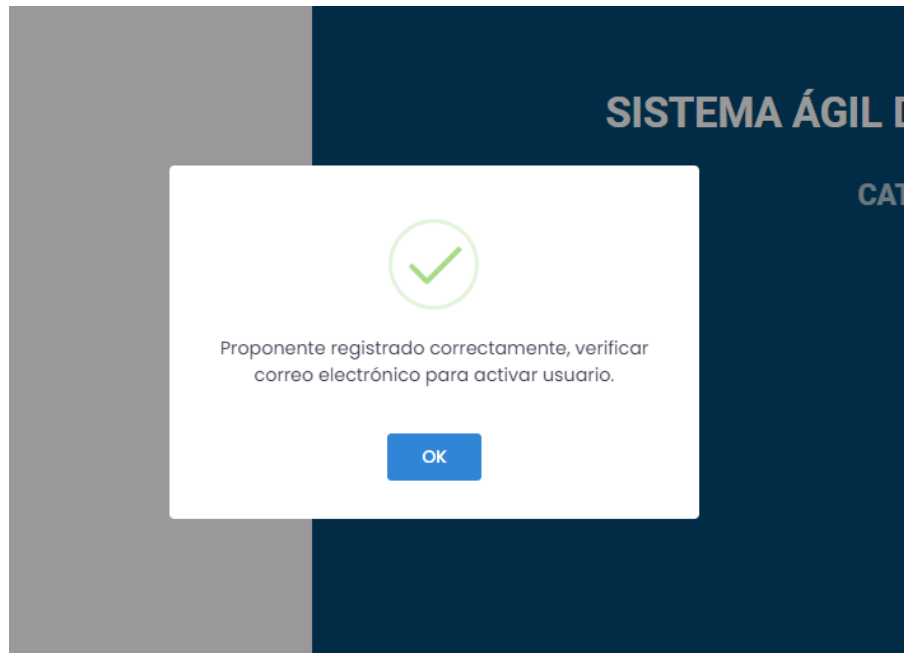 SISTEMA ÁGIL
CAT
Proponente registrado correctamente, verificar
correo electrónico para activar usuario.
OK